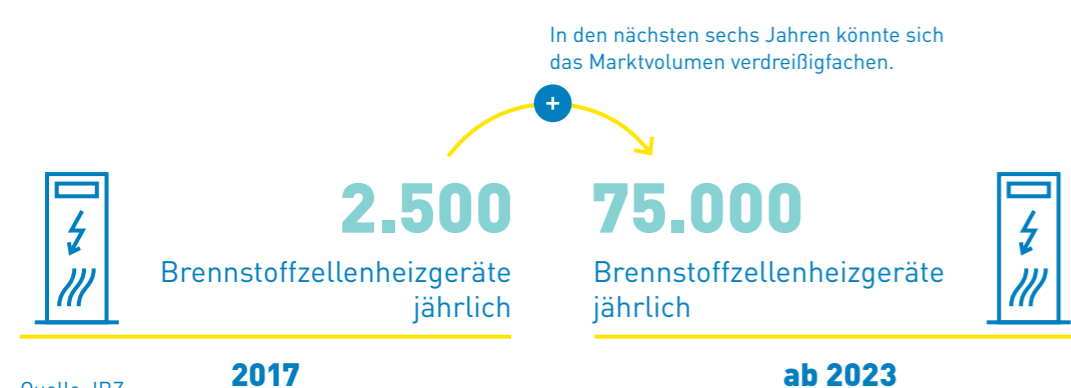 In den nächsten sechs Jahren könnte sich
das Marktvolumen verdreißigfachen.
+
2.500
Brennstoffzellenheizgeräte
jährlich
75.000
Brennstoffzellenheizgeräte
jährlich
2017
ab 2023